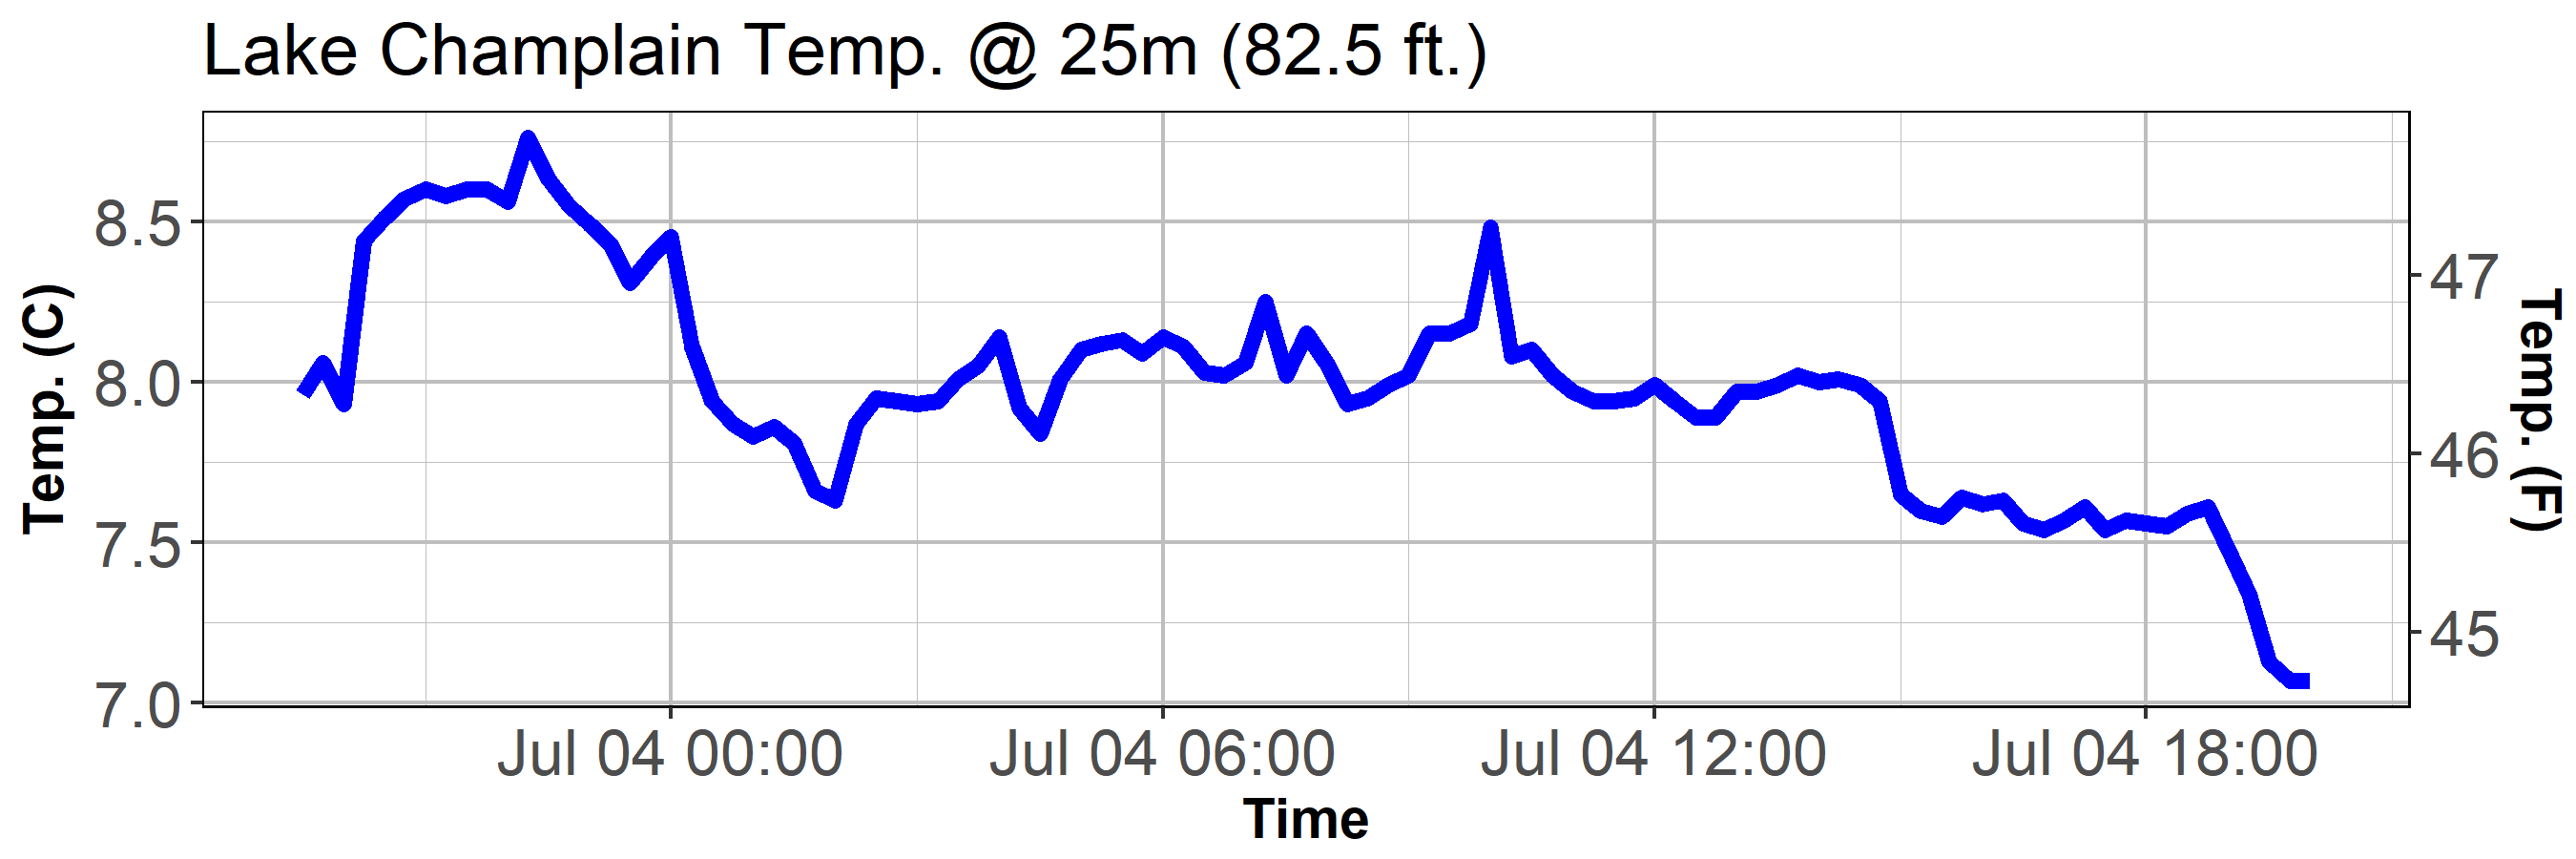 Lake Champlain Temp. @ 25m (82.5 ft.)
Temp. (C)
8.5
8.0
7.5
7.0
47
46
45
Temp. (F)
Jul 04 00:00 Jul 04 06:00 Jul 04 12:00 Jul 04 18:00
Time